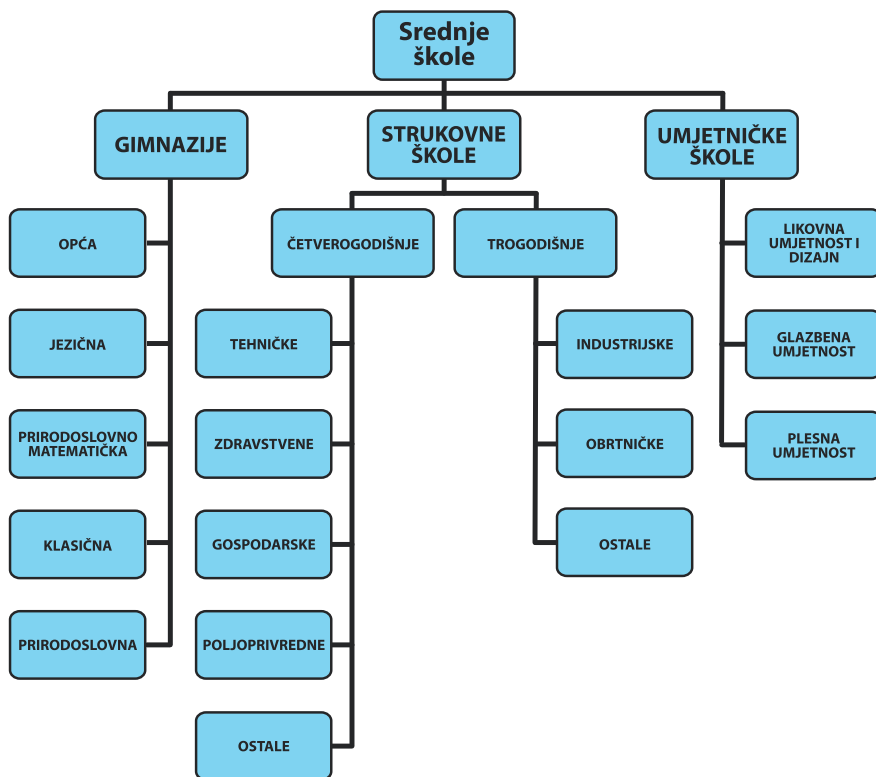 Srednje
škole
GIMNAZIJE
STRUKOVNE
ŠKOLE
UMJETNIČKE
ŠKOLE
OPĆA
JEZIČNA
PRIRODOSLOVNO
MATEMATIČKA
KLASIČNA
PRIRODOSLOVNA
ČETVEROGODIŠNJE
TEHNIČKE
ZDRAVSTVENE
GOSPODARSKE
POLJOPRIVREDNE
OSTALE
TROGODIŠNJE
INDUSTRIJSKE
OBRTNIČKE
OSTALE
LIKOVNA
UMJETNOST I
DIZAJN
GLAZBENA
UMJETNOST
PLESNA
UMJETNOST